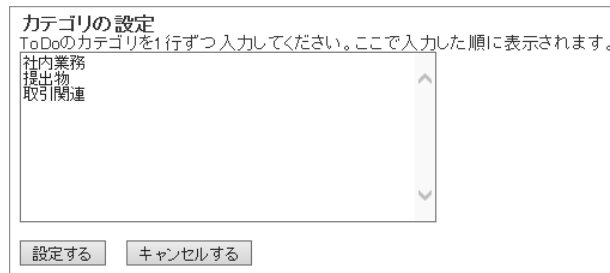 カテゴリの設定
ToDoのカテゴリを1行ずつ入力してください。ここで入力した順に表示されます。
社内業務
提出物
取引関連
設定する キャンセルする